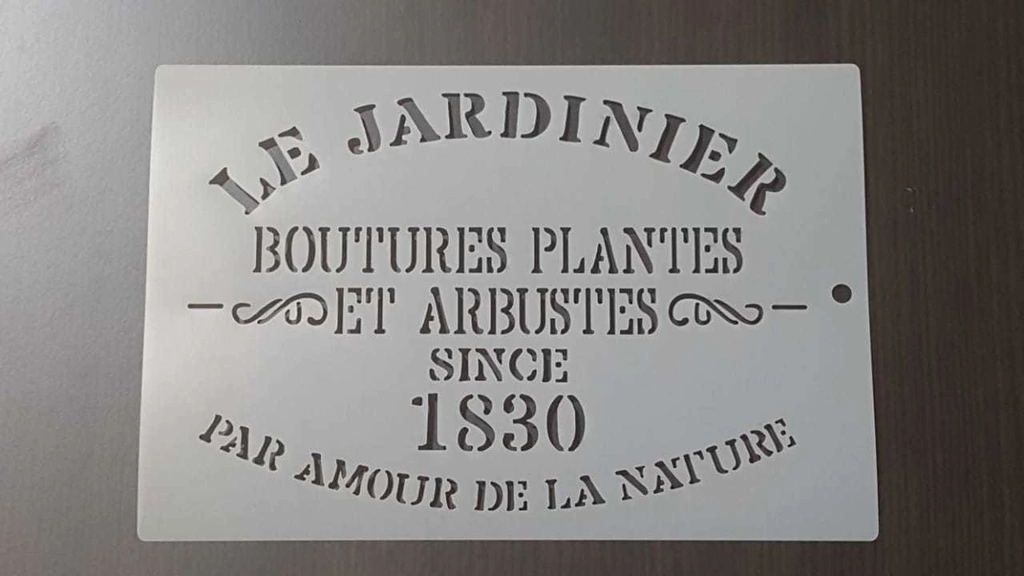 LE JARDINIER
BOUTURES PLANTES
ET ARBUSTES
SINCE
1830
PAR AMOUR DE LA NATURE